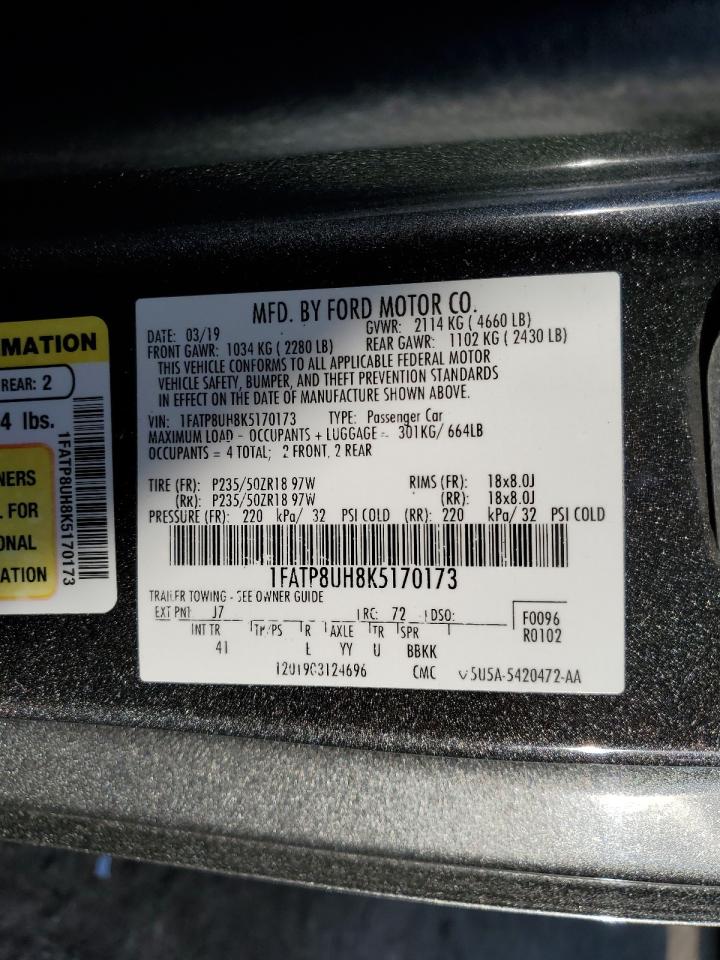 MATION
REAR: 2
4 lbs.
NERS
L FOR
ONAL
ATION
1FATP8UH8K5170173
MFD. BY FORD MOTOR CO.
DATE: 03/19 GVWR: 2114 KG ( 4660 LB)
FRONT GAWR: 1034 KG ( 2280 LB) REAR GAWR: 1102 KG ( 2430 LB)
THIS VEHICLE CONFORMS TO ALL APPLICABLE FEDERAL MOTOR
VEHICLE SAFETY, BUMPER, AND THEFT PREVENTION STANDARDS
IN EFFECT ON THE DATE OF MANUFACTURE SHOWN ABOVE.
VIN: 1FATP8UH8K5170173 TYPE: Passenger Car
MAXIMUM LOAD - OCCUPANTS + LUGGAGE = 301KG/ 664LB
OCCUPANTS = 4 TOTAL; 2 FRONT, 2 REAR
TIRE (FR): P235/50ZR18 97W RIMS (FR): 18x8.0J
(RR): P235/50ZR18 97W (RR): 18x8.0J
PRESSURE (FR): 220 kPa/ 32 PSI COLD (RR): 220 kPa/ 32 PSI COLD
1FATP8UH8K5170173
TRAILER TOWING - SEE OWNER GUIDE
EXT PNT: J7 RC: 72 DSO: F0096
INT TR TP/PS R AXLE TR SPR R0102
41 YY U BBKK
1201903124696 CMC 5U5A-5420472-AA